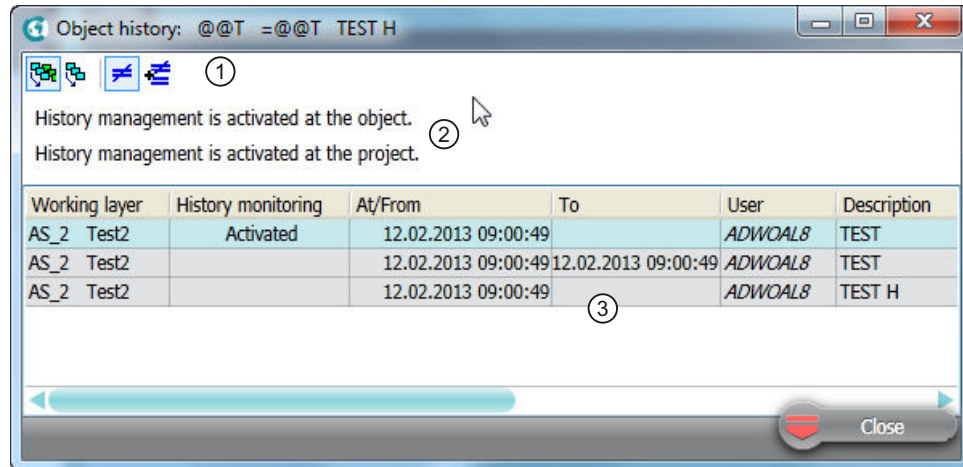 Object history: @@T =@@T TEST H
1
History management is activated at the object.
2
History management is activated at the project.
Working layer History monitoring At/From To User Description
AS_2 Test2 Activated 12.02.2013 09:00:49 ADWOAL8 TEST
AS_2 Test2 12.02.2013 09:00:49 12.02.2013 09:00:49 ADWOAL8 TEST
AS_2 Test2 12.02.2013 09:00:49 ADWOAL8 TEST H
3
Close